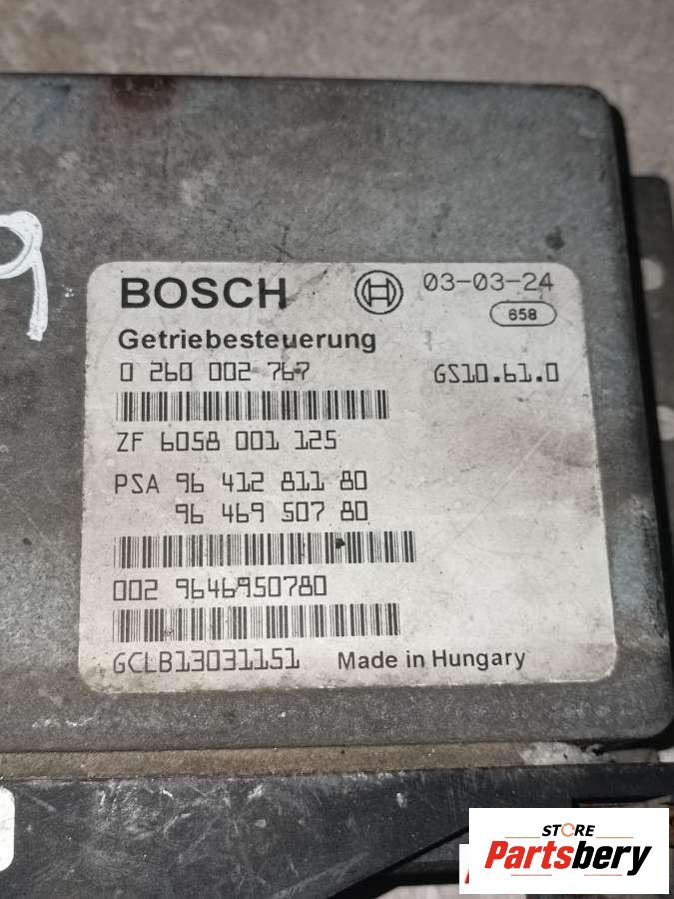 9
BOSCH
03-03-24
658
Getriebesteuerung
0 260 002 767
GS10.61.0
ZF 6058 001 125
PSA 96 412 811 80
96 469 507 80
002 9646950780
GCLB13031151
Made in Hungary
STORE
Partsbery